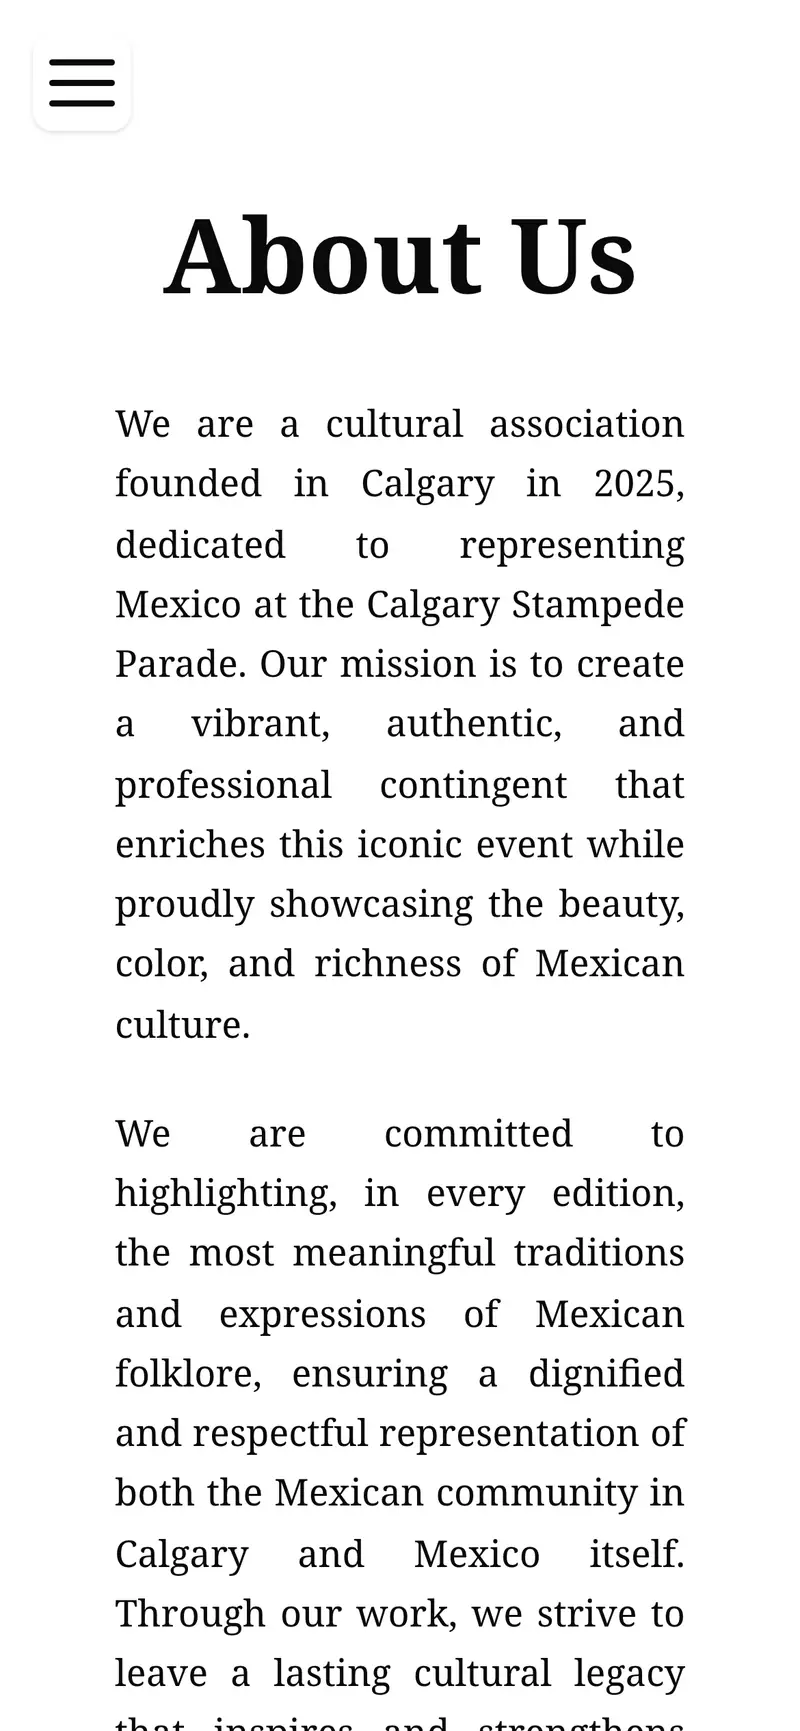 About Us
We are a cultural association
founded in Calgary in 2025,
dedicated to representing
Mexico at the Calgary Stampede
Parade. Our mission is to create
a vibrant, authentic, and
professional contingent that
enriches this iconic event while
proudly showcasing the beauty,
color, and richness of Mexican
culture.
We are committed to
highlighting, in every edition,
the most meaningful traditions
and expressions of Mexican
folklore, ensuring a dignified
and respectful representation of
both the Mexican community in
Calgary and Mexico itself.
Through our work, we strive to
leave a lasting cultural legacy
that inspires and strengthens